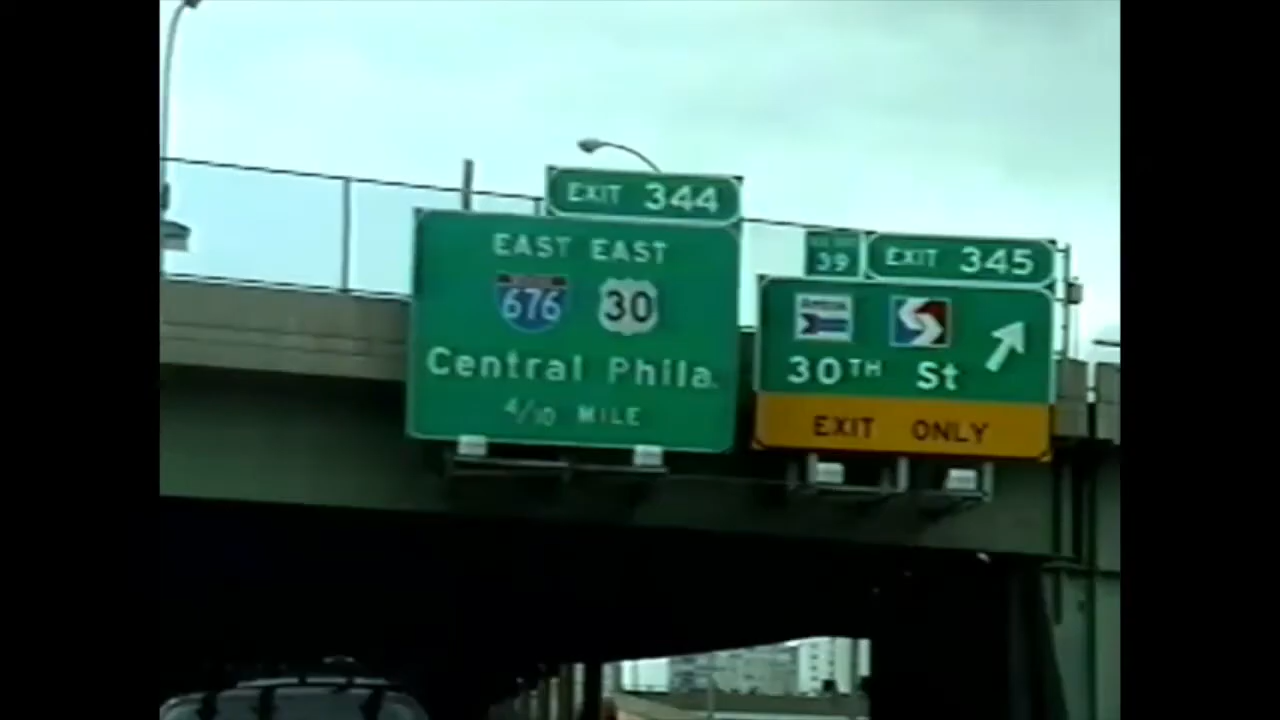 EXIT 344
EAST EAST
676 30
Central Phila.
4/10 MILE
39
EXIT 345
30TH St
EXIT ONLY